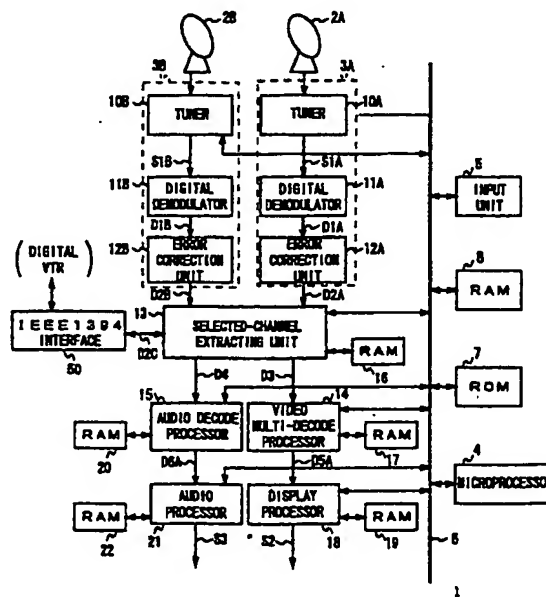 2B
2A
3B
3A
10B
TUNER
TUNER
10A
S1B
S1A
5
INPUT
UNIT
11B
DIGITAL
DEMODULATOR
DIGITAL
DEMODULATOR
11A
D1B
D1A
(DIGITAL
VTR)
12B
ERROR
CORRECTION
UNIT
ERROR
CORRECTION
UNIT
12A
8
RAM
D2B
D2A
13
IEEE1394
INTERFACE
50
D2C
SELECTED-CHANNEL
EXTRACTING UNIT
RAM
16
7
ROM
D4
D3
15
AUDIO DECODE
PROCESSOR
VIDEO
MULTI-DECODE
PROCESSOR
14
RAM
20
RAM
17
4
MICROPROCESSOR
D6A
D5A
RAM
22
AUDIO
PROCESSOR
21
DISPLAY
PROCESSOR
18
RAM
19
S3
S2
6
1